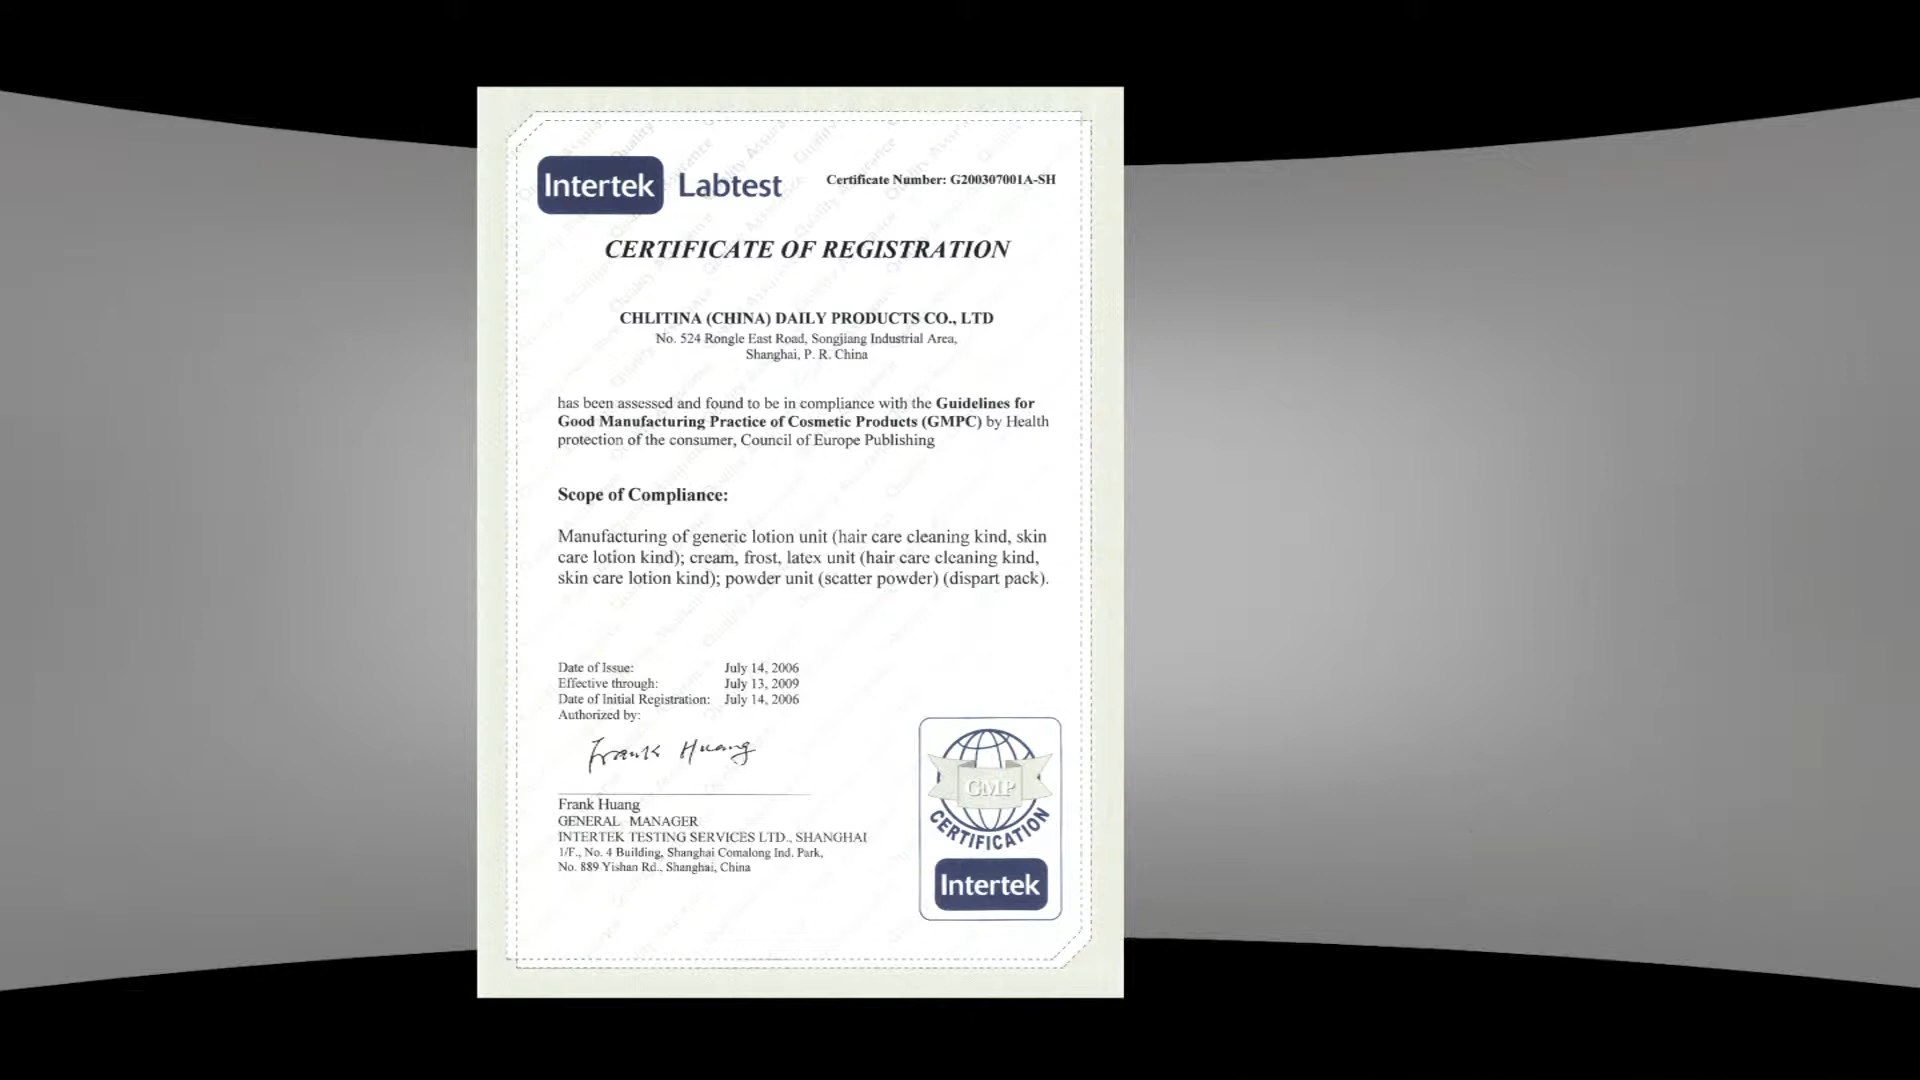 Intertek Labtest
Certificate Number: G200307001A-SH
CERTIFICATE OF REGISTRATION
CHLITINA (CHINA) DAILY PRODUCTS CO., LTD
No. 524 Rongle East Road, Songjiang Industrial Area,
Shanghai, P. R. China
has been assessed and found to be in compliance with the Guidelines for
Good Manufacturing Practice of Cosmetic Products (GMPC) by Health
protection of the consumer, Council of Europe Publishing
Scope of Compliance:
Manufacturing of generic lotion unit (hair care cleaning kind, skin
care lotion kind); cream, frost, latex unit (hair care cleaning kind,
skin care lotion kind); powder unit (scatter powder) (dispart pack).
Date of Issue: July 14, 2006
Effective through: July 13, 2009
Date of Initial Registration: July 14, 2006
Authorized by:
Frank Huang
Frank Huang
GENERAL MANAGER
INTERTEK TESTING SERVICES LTD., SHANGHAI
1/F., No. 4 Building, Shanghai Comalong Ind. Park,
No. 889 Yishan Rd., Shanghai, China
GMP
CERTIFICATION
Intertek